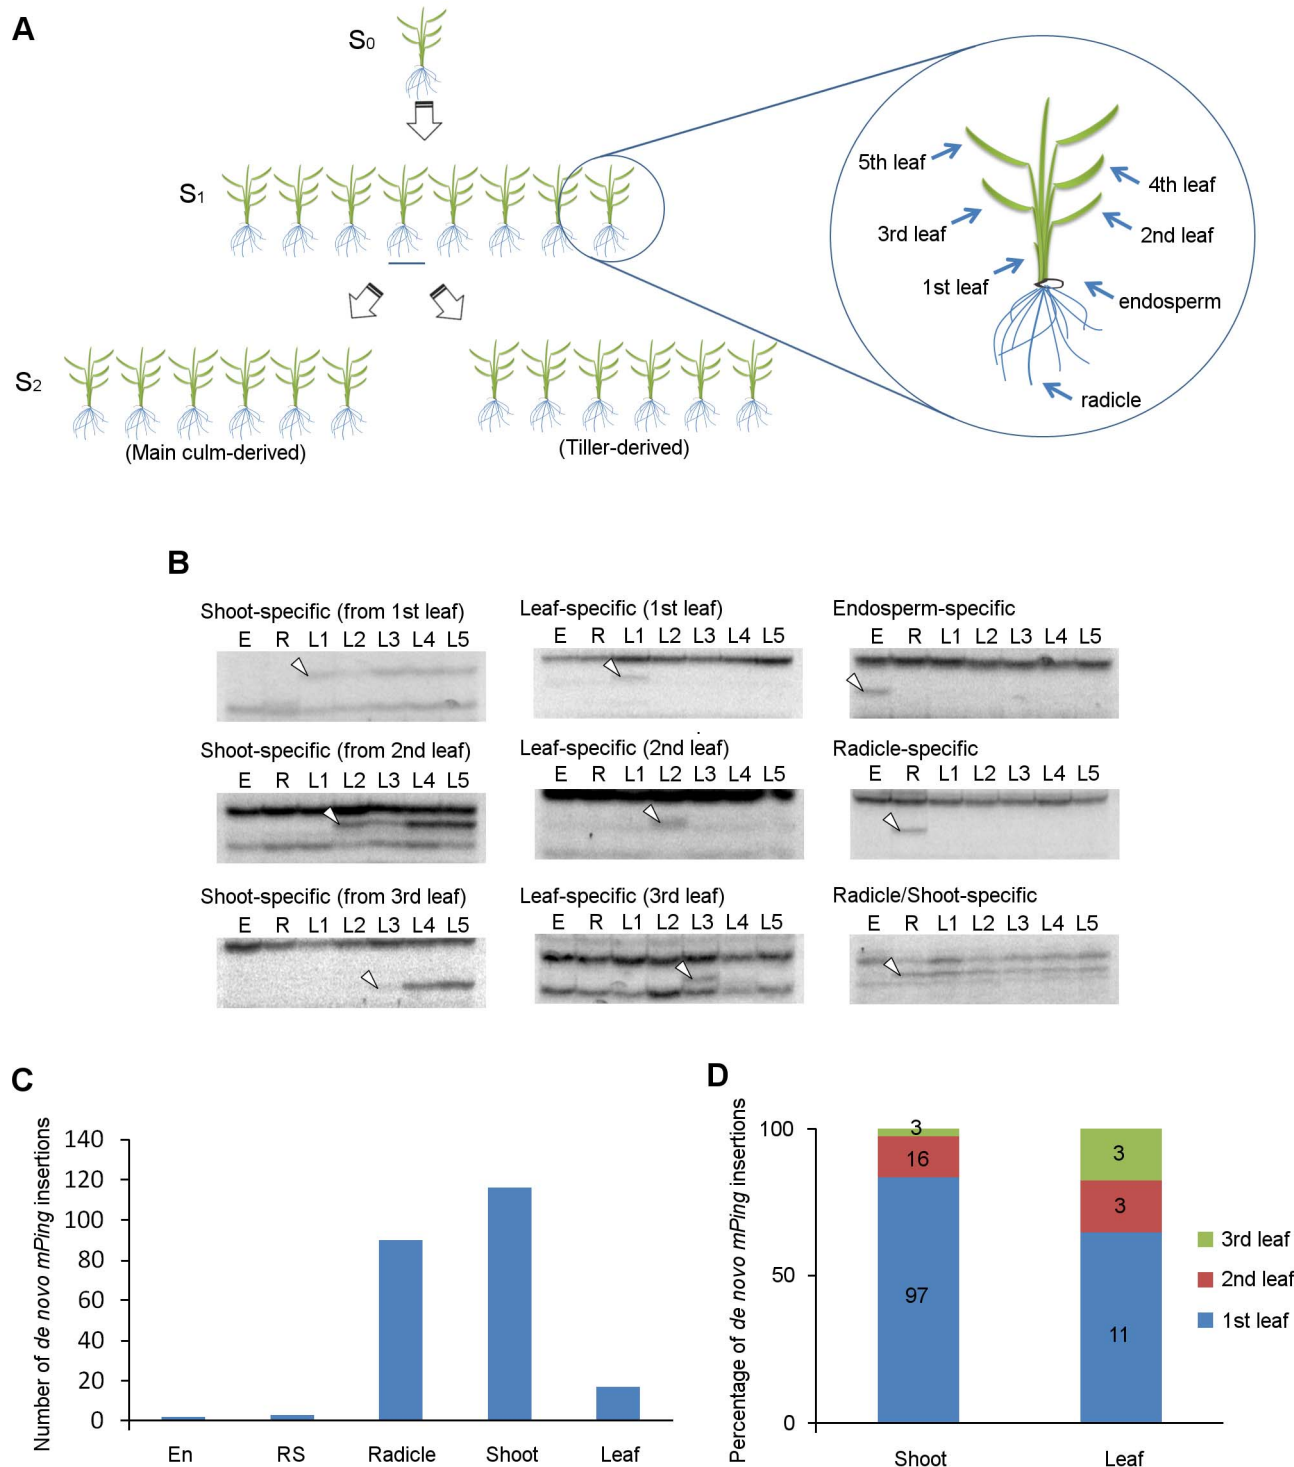 A
S0
S1
S2
(Main culm-derived)
(Tiller-derived)
5th leaf
4th leaf
3rd leaf
2nd leaf
1st leaf
endosperm
radicle
B
Shoot-specific (from 1st leaf)
E R L1 L2 L3 L4 L5
Leaf-specific (1st leaf)
E R L1 L2 L3 L4 L5
Endosperm-specific
E R L1 L2 L3 L4 L5
Shoot-specific (from 2nd leaf)
E R L1 L2 L3 L4 L5
Leaf-specific (2nd leaf)
E R L1 L2 L3 L4 L5
Radicle-specific
E R L1 L2 L3 L4 L5
Shoot-specific (from 3rd leaf)
E R L1 L2 L3 L4 L5
Leaf-specific (3rd leaf)
E R L1 L2 L3 L4 L5
Radicle/Shoot-specific
E R L1 L2 L3 L4 L5
C
Number of de novo mPing insertions
140
120
100
80
60
40
20
0
En RS Radicle Shoot Leaf
D
Percentage of de novo mPing insertions
100
50
0
3
16
97
3
3
11
Shoot Leaf
3rd leaf
2nd leaf
1st leaf